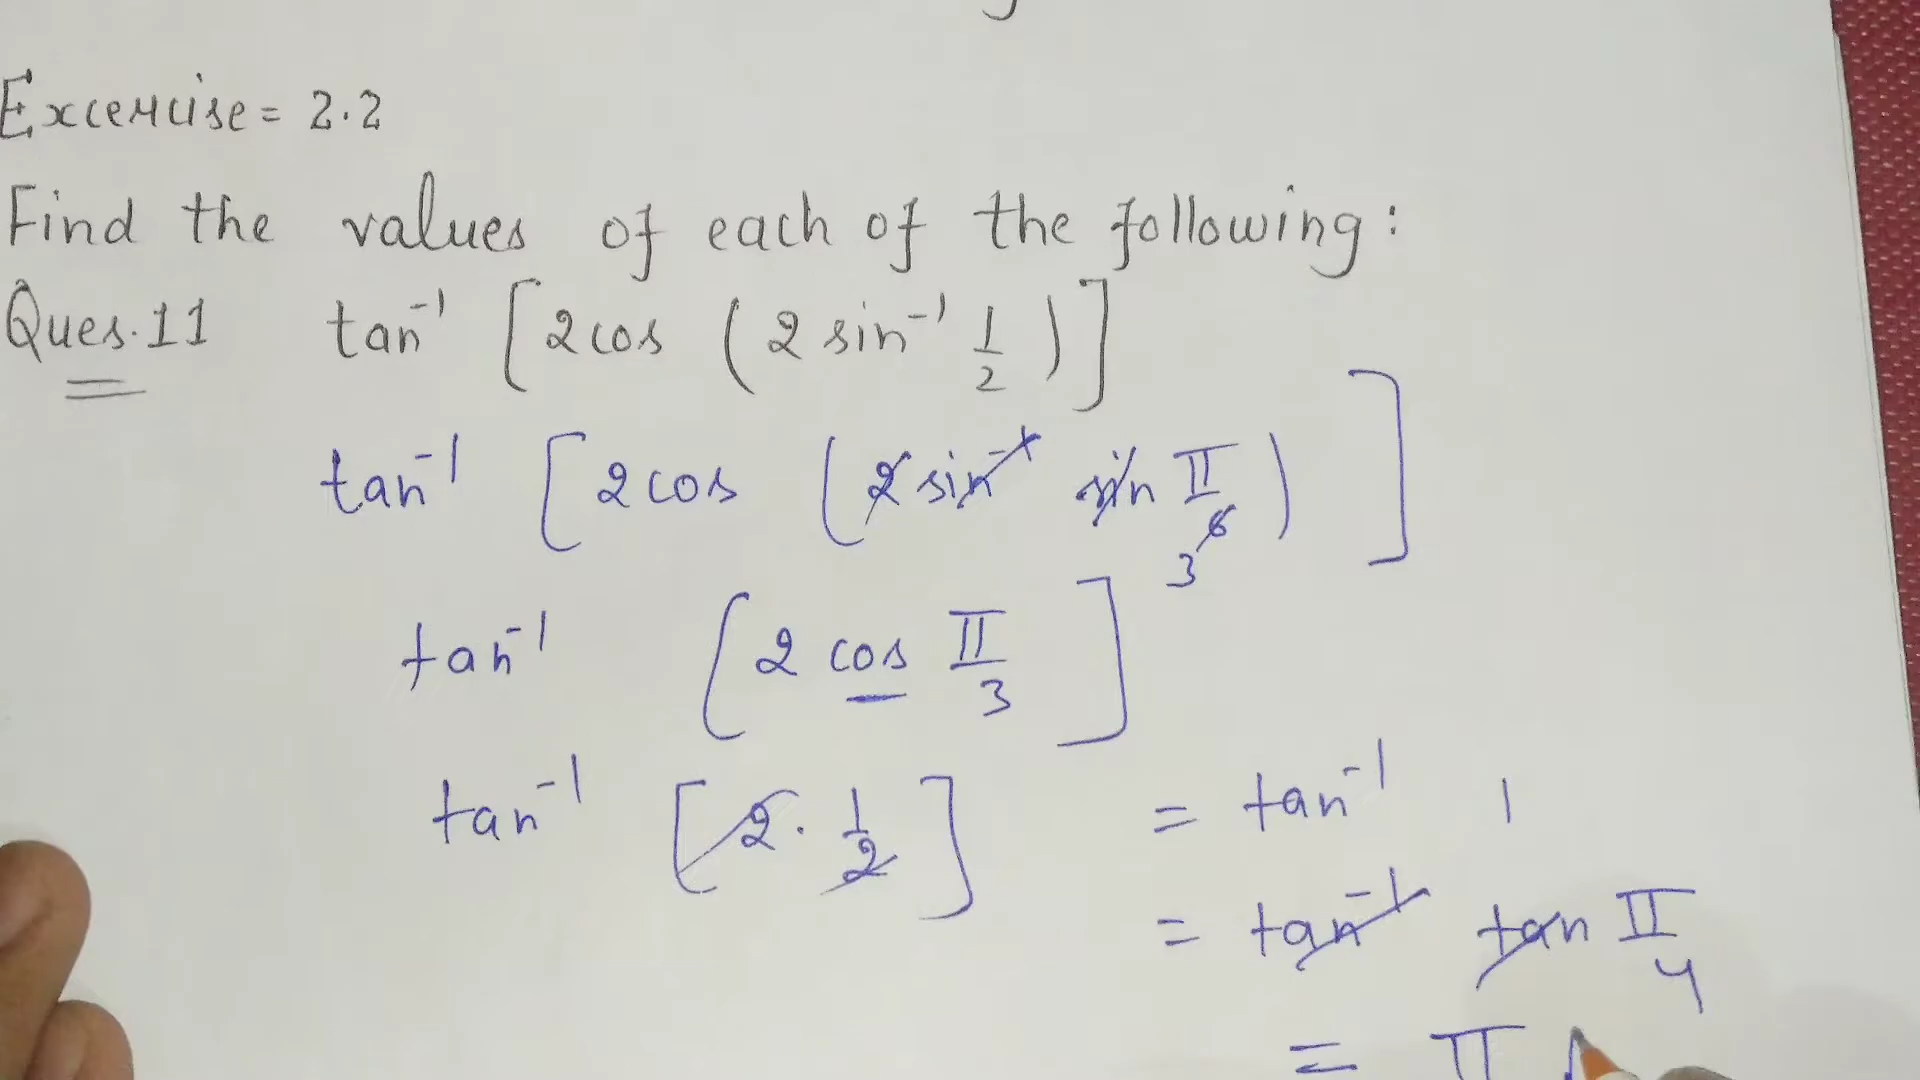 Excercise = 2.2
Find the values of each of the following:
Ques.11 tan⁻¹ [2cos (2 sin⁻¹ 1/2)]
tan⁻¹ [2cos (2 sin⁻¹ sin π/6 3)]
tan⁻¹ [2 cos π/3]
tan⁻¹ [2 · 1/2] = tan⁻¹ 1
= tan⁻¹ tan π/4
= π